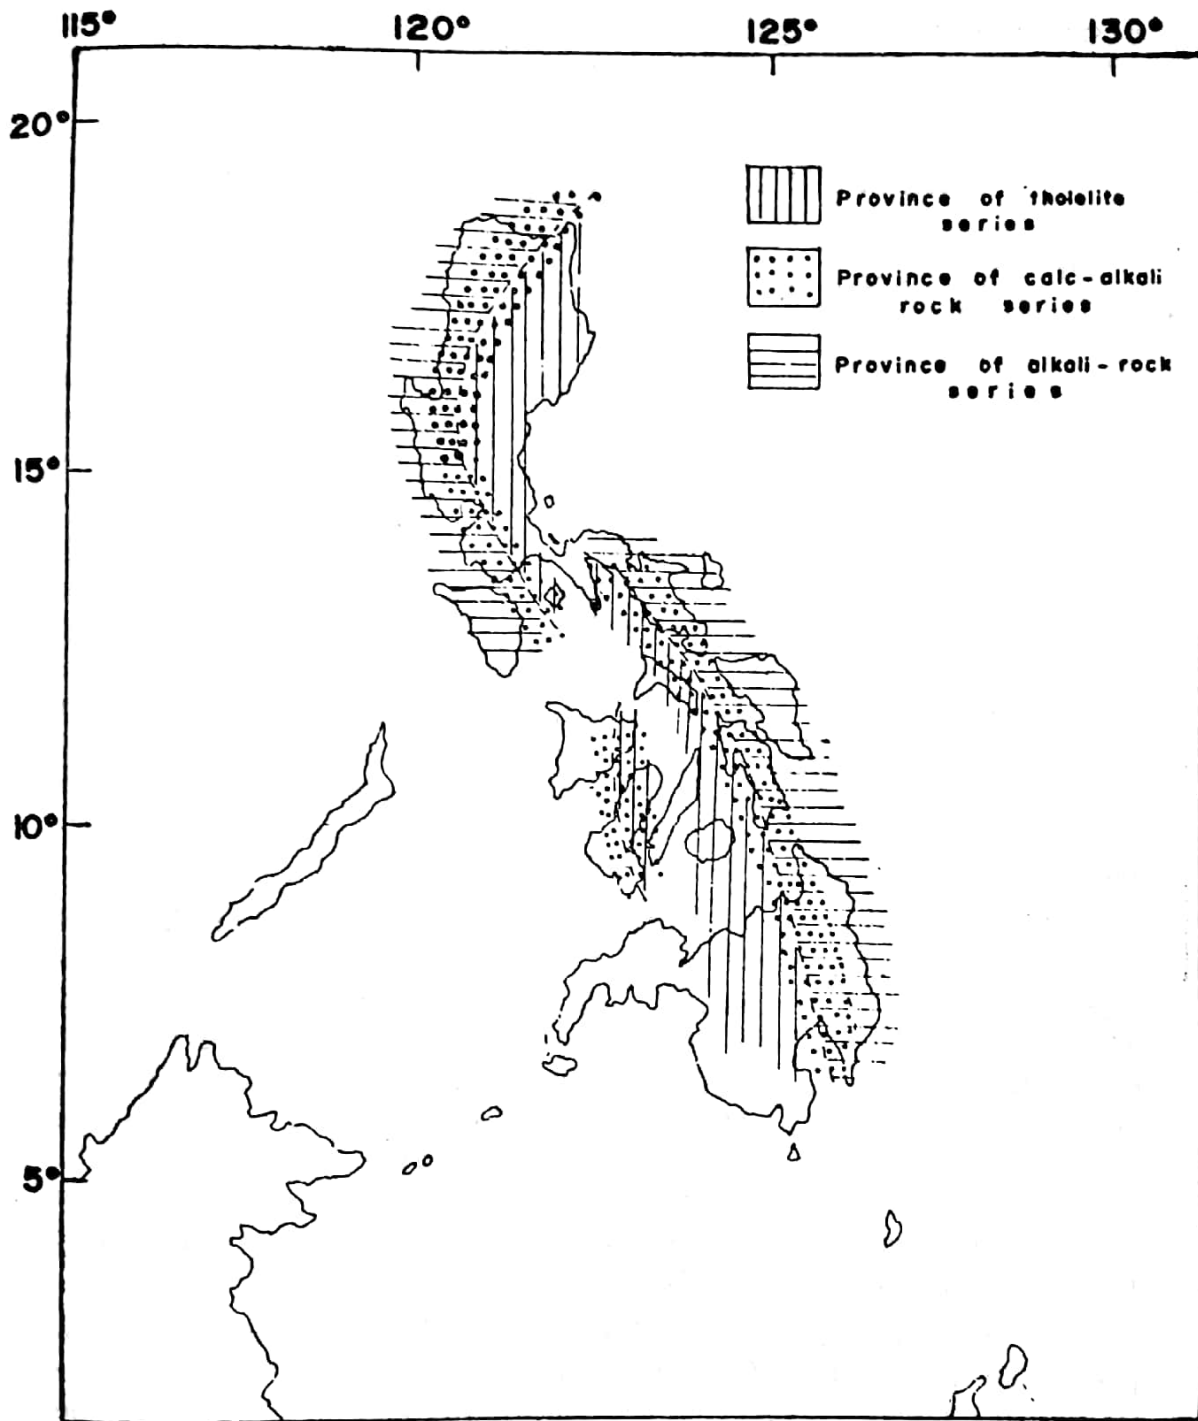 115° 120° 125° 130°
20°
Province of tholelite
series
Province of calc-alkali
rock series
Province of alkali-rock
series
15°
10°
5°